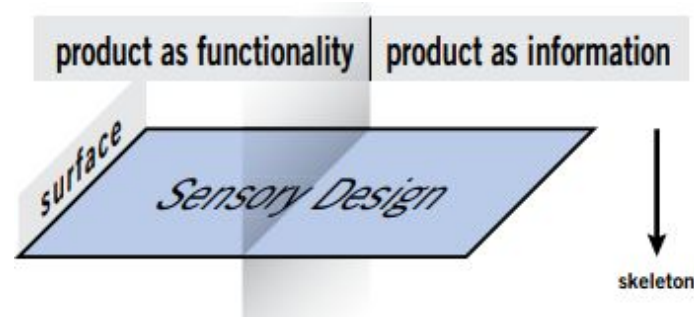 product as functionality
product as information
surface
Sensory Design
skeleton